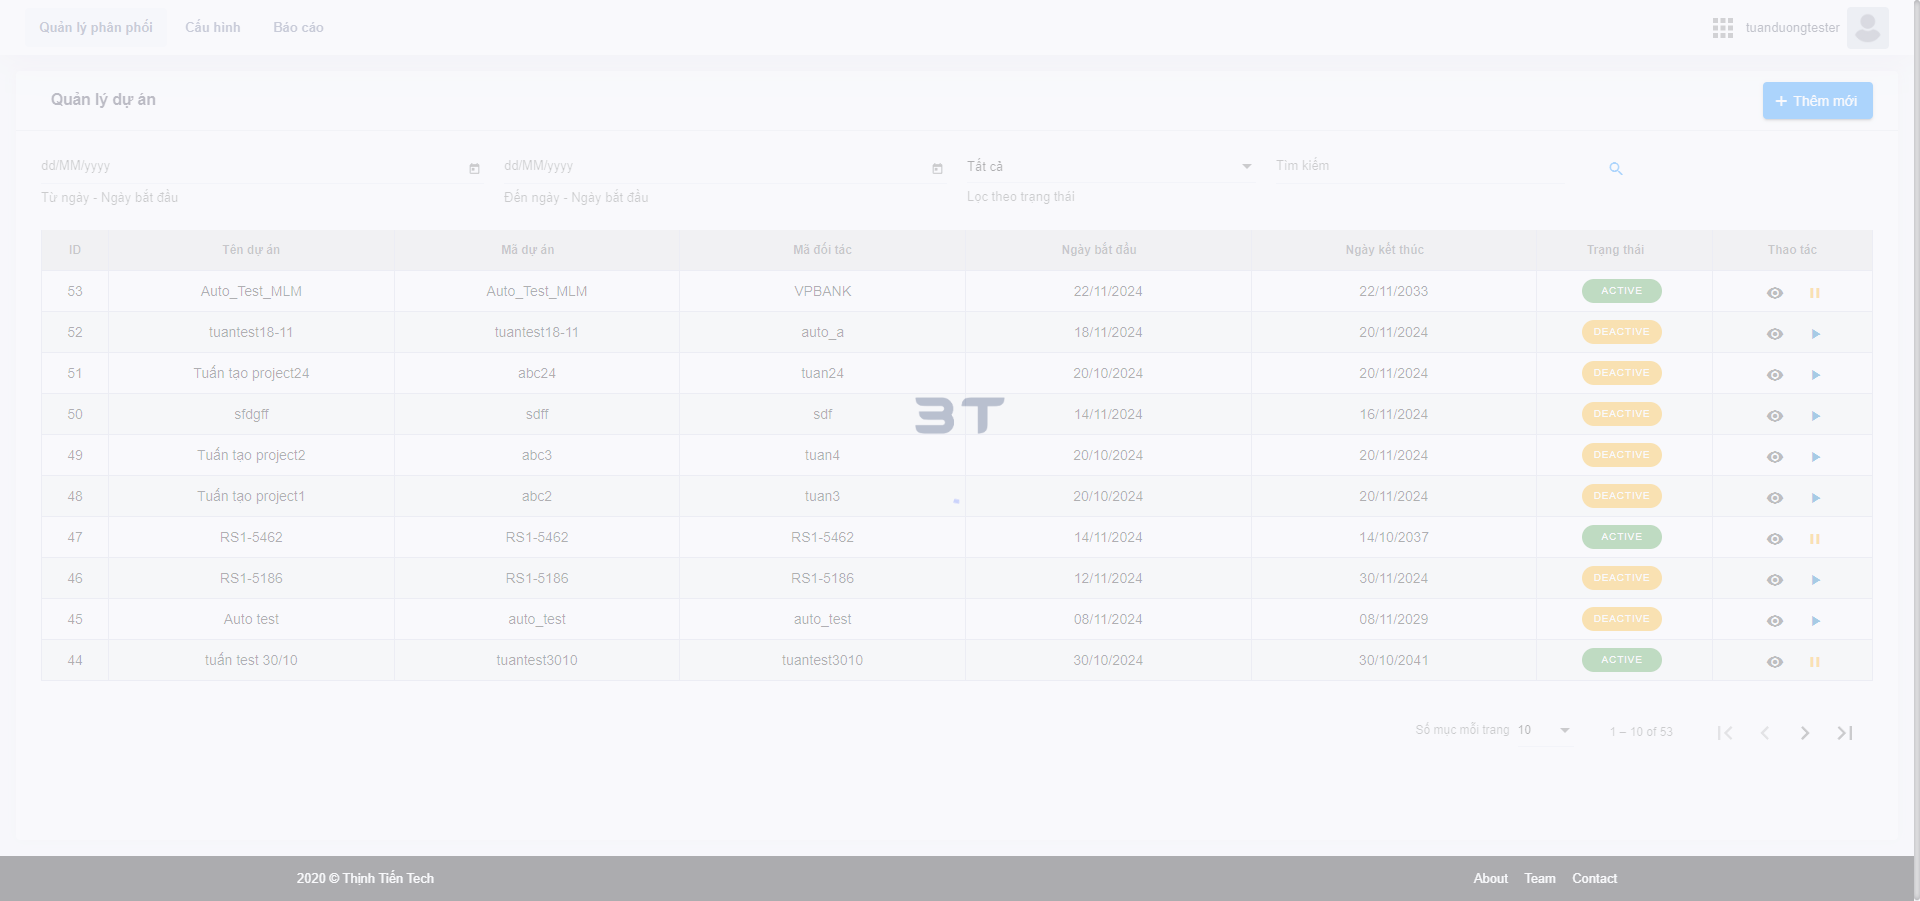 Quản lý phân phối Cấu hình Báo cáo tuanduongtester
Quản lý dự án + Thêm mới
dd/MM/yyyy dd/MM/yyyy Tất cả Tìm kiếm
Từ ngày - Ngày bắt đầu Đến ngày - Ngày bắt đầu Lọc theo trạng thái
ID Tên dự án Mã dự án Mã đối tác Ngày bắt đầu Ngày kết thúc Trạng thái Thao tác
53 Auto_Test_MLM Auto_Test_MLM VPBANK 22/11/2024 22/11/2033 ACTIVE
52 tuantest18-11 tuantest18-11 auto_a 18/11/2024 20/11/2024 DEACTIVE
51 Tuấn tạo project24 abc24 tuan24 20/10/2024 20/11/2024 DEACTIVE
50 sfdgff sdff sdf 14/11/2024 16/11/2024 DEACTIVE
3T
49 Tuấn tạo project2 abc3 tuan4 20/10/2024 20/11/2024 DEACTIVE
48 Tuấn tạo project1 abc2 tuan3 20/10/2024 20/11/2024 DEACTIVE
47 RS1-5462 RS1-5462 RS1-5462 14/11/2024 14/10/2037 ACTIVE
46 RS1-5186 RS1-5186 RS1-5186 12/11/2024 30/11/2024 DEACTIVE
45 Auto test auto_test auto_test 08/11/2024 08/11/2029 DEACTIVE
44 tuấn test 30/10 tuantest3010 tuantest3010 30/10/2024 30/10/2041 ACTIVE
Số mục mỗi trang 10 1 – 10 of 53
2020 © Thịnh Tiến Tech About Team Contact